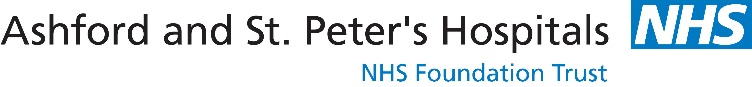 Ashford and St. Peter's Hospitals NHS
NHS Foundation Trust